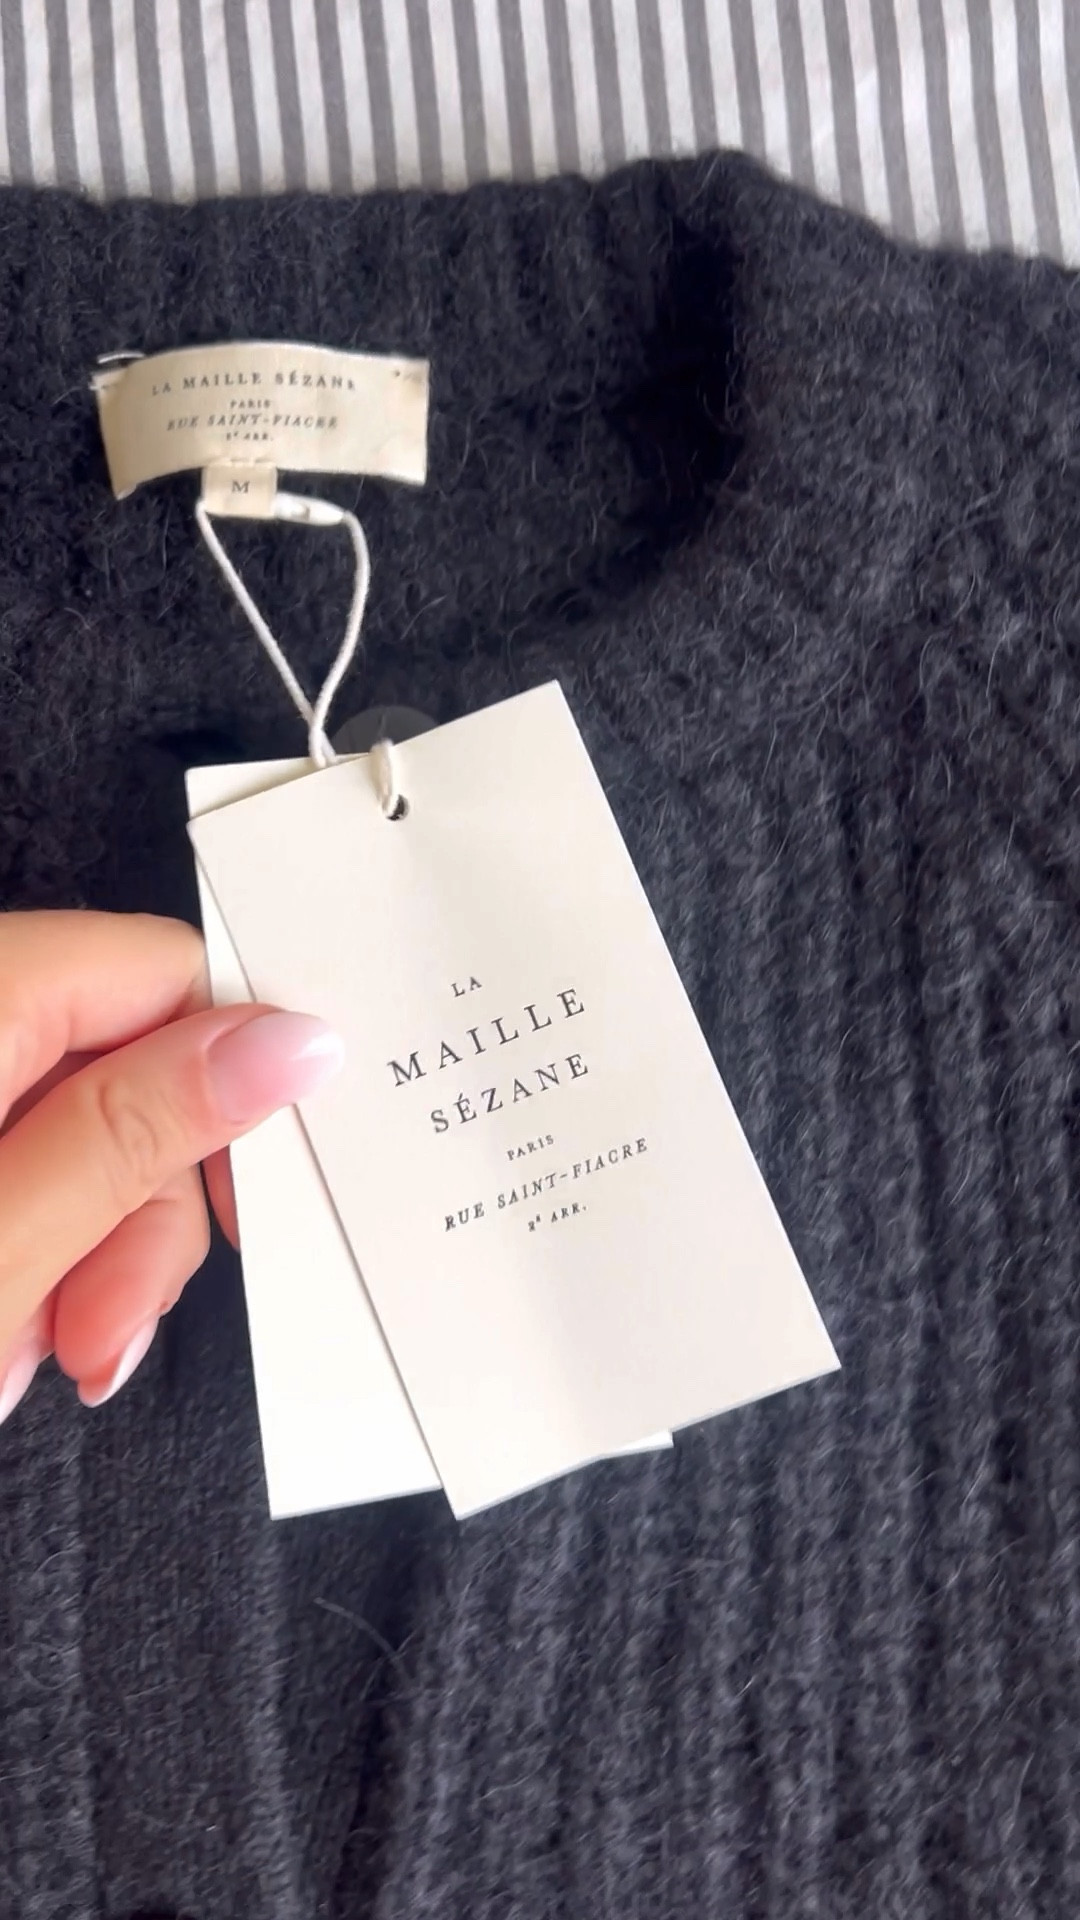 LA MAILLE SÉZANE
PARIS
RUE SAINT-FIACRE
2ᵉ ARR.
M
LA
MAILLE
SÉZANE
PARIS
RUE SAINT-FIACRE
2ᵉ ARR.